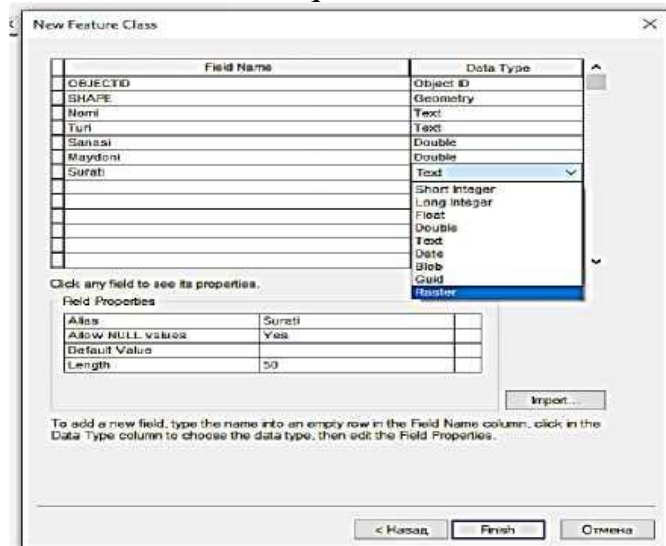 New Feature Class
Field Name Data Type
OBJECTID Object ID
SHAPE Geometry
Nomi Text
Turi Text
Sanasi Double
Maydoni Double
Surati Text
Short Integer
Long Integer
Float
Double
Text
Date
Blob
Guid
Raster
Click any field to see its properties.
Field Properties
Alias Surati
Allow NULL values Yes
Default Value
Length 50
Import...
To add a new field, type the name into an empty row in the Field Name column, click in the
Data Type column to choose the data type, then edit the Field Properties.
< Назад Finish Отмена